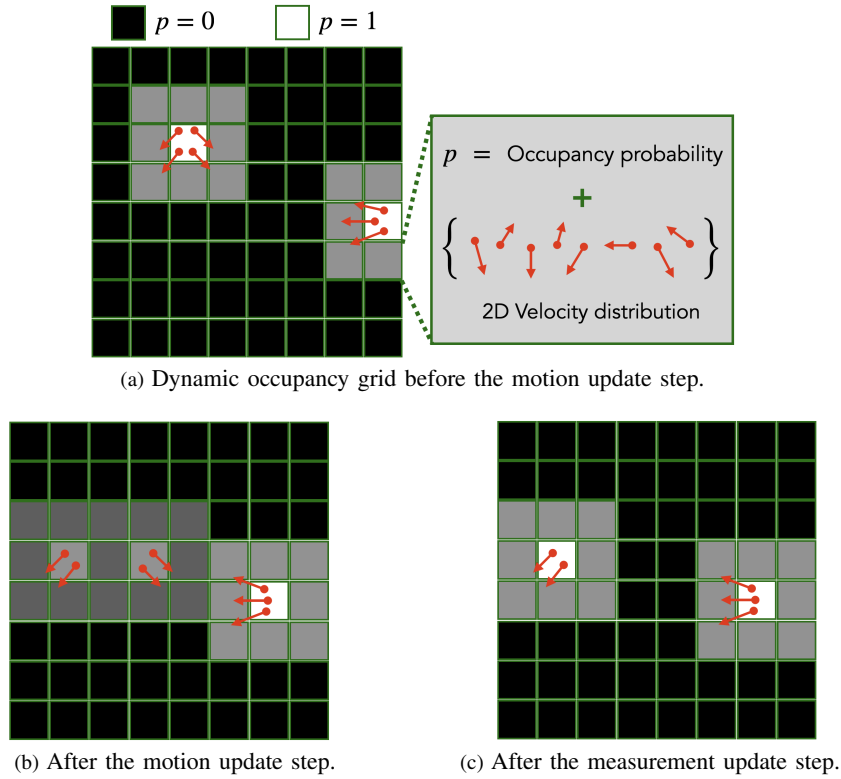 p = 0
p = 1
p = Occupancy probability
+
{ }
2D Velocity distribution
(a) Dynamic occupancy grid before the motion update step.
(b) After the motion update step.
(c) After the measurement update step.